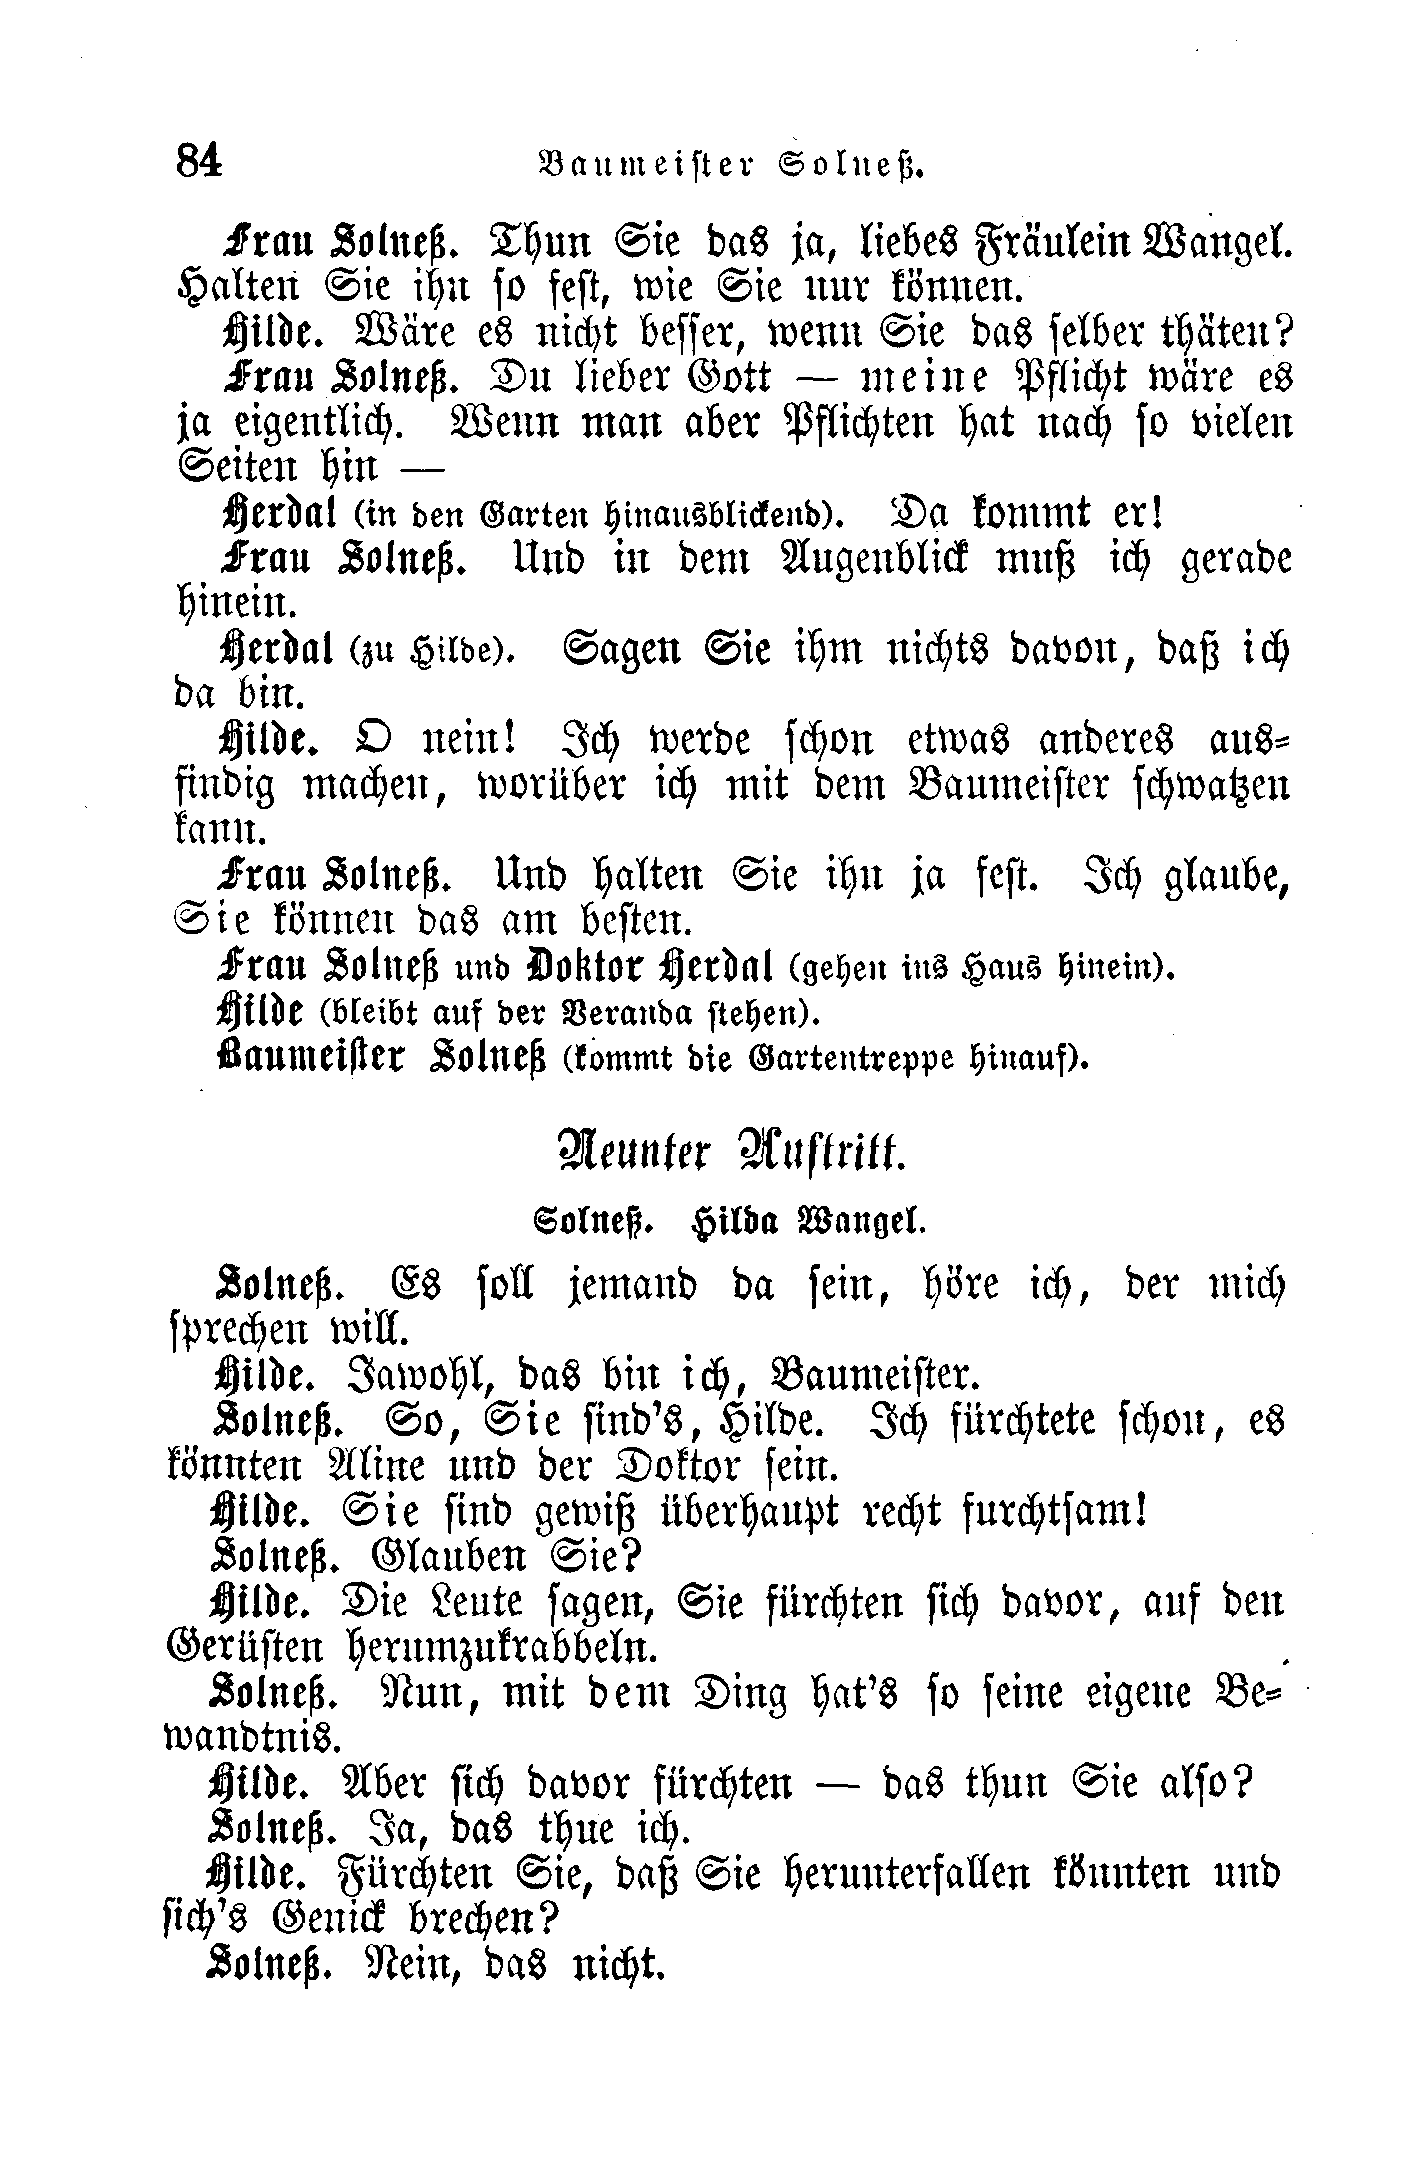 84 Baumeister Solneß.
Frau Solneß. Thun Sie das ja, liebes Fräulein Wangel.
Halten Sie ihn so fest, wie Sie nur können.
Hilde. Wäre es nicht besser, wenn Sie das selber thäten?
Frau Solneß. Du lieber Gott — meine Pflicht wäre es
ja eigentlich. Wenn man aber Pflichten hat nach so vielen
Seiten hin —
Herdal (in den Garten hinausblickend). Da kommt er!
Frau Solneß. Und in dem Augenblick muß ich gerade
hinein.
Herdal (zu Hilde). Sagen Sie ihm nichts davon, daß ich
da bin.
Hilde. O nein! Ich werde schon etwas anderes aus-
findig machen, worüber ich mit dem Baumeister schwatzen
kann.
Frau Solneß. Und halten Sie ihn ja fest. Ich glaube,
Sie können das am besten.
Frau Solneß und Doktor Herdal (gehen ins Haus hinein).
Hilde (bleibt auf der Veranda stehen).
Baumeister Solneß (kommt die Gartentreppe hinauf).
Neunter Auftritt.
Solneß. Hilda Wangel.
Solneß. Es soll jemand da sein, höre ich, der mich
sprechen will.
Hilde. Jawohl, das bin ich, Baumeister.
Solneß. So, Sie sind's, Hilde. Ich fürchtete schon, es
könnten Aline und der Doktor sein.
Hilde. Sie sind gewiß überhaupt recht furchtsam!
Solneß. Glauben Sie?
Hilde. Die Leute sagen, Sie fürchten sich davor, auf den
Gerüsten herumzukrabbeln.
Solneß. Nun, mit dem Ding hat's so seine eigene Be-
wandtnis.
Hilde. Aber sich davor fürchten — das thun Sie also?
Solneß. Ja, das thue ich.
Hilde. Fürchten Sie, daß Sie herunterfallen könnten und
sich's Genick brechen?
Solneß. Nein, das nicht.